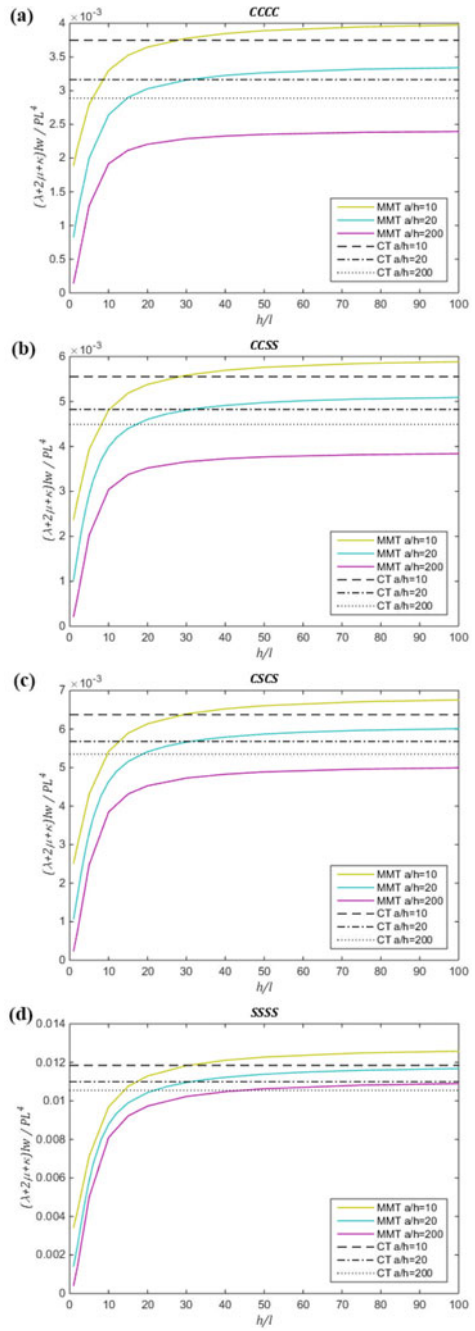 (a)
CCCC
×10⁻³
4
3.5
3
2.5
2
1.5
1
0.5
0
(λ+2μ+κ)Iw / PL⁴
MMT a/h=10
MMT a/h=20
MMT a/h=200
CT a/h=10
CT a/h=20
CT a/h=200
0 10 20 30 40 50 60 70 80 90 100
h/l
(b)
CCSS
×10⁻³
6
5
4
3
2
1
0
(λ+2μ+κ)Iw / PL⁴
MMT a/h=10
MMT a/h=20
MMT a/h=200
CT a/h=10
CT a/h=20
CT a/h=200
0 10 20 30 40 50 60 70 80 90 100
h/l
(c)
CSCS
×10⁻³
7
6
5
4
3
2
1
0
(λ+2μ+κ)Iw / PL⁴
MMT a/h=10
MMT a/h=20
MMT a/h=200
CT a/h=10
CT a/h=20
CT a/h=200
0 10 20 30 40 50 60 70 80 90 100
h/l
(d)
SSSS
0.014
0.012
0.01
0.008
0.006
0.004
0.002
0
(λ+2μ+κ)Iw / PL⁴
MMT a/h=10
MMT a/h=20
MMT a/h=200
CT a/h=10
CT a/h=20
CT a/h=200
0 10 20 30 40 50 60 70 80 90 100
h/l